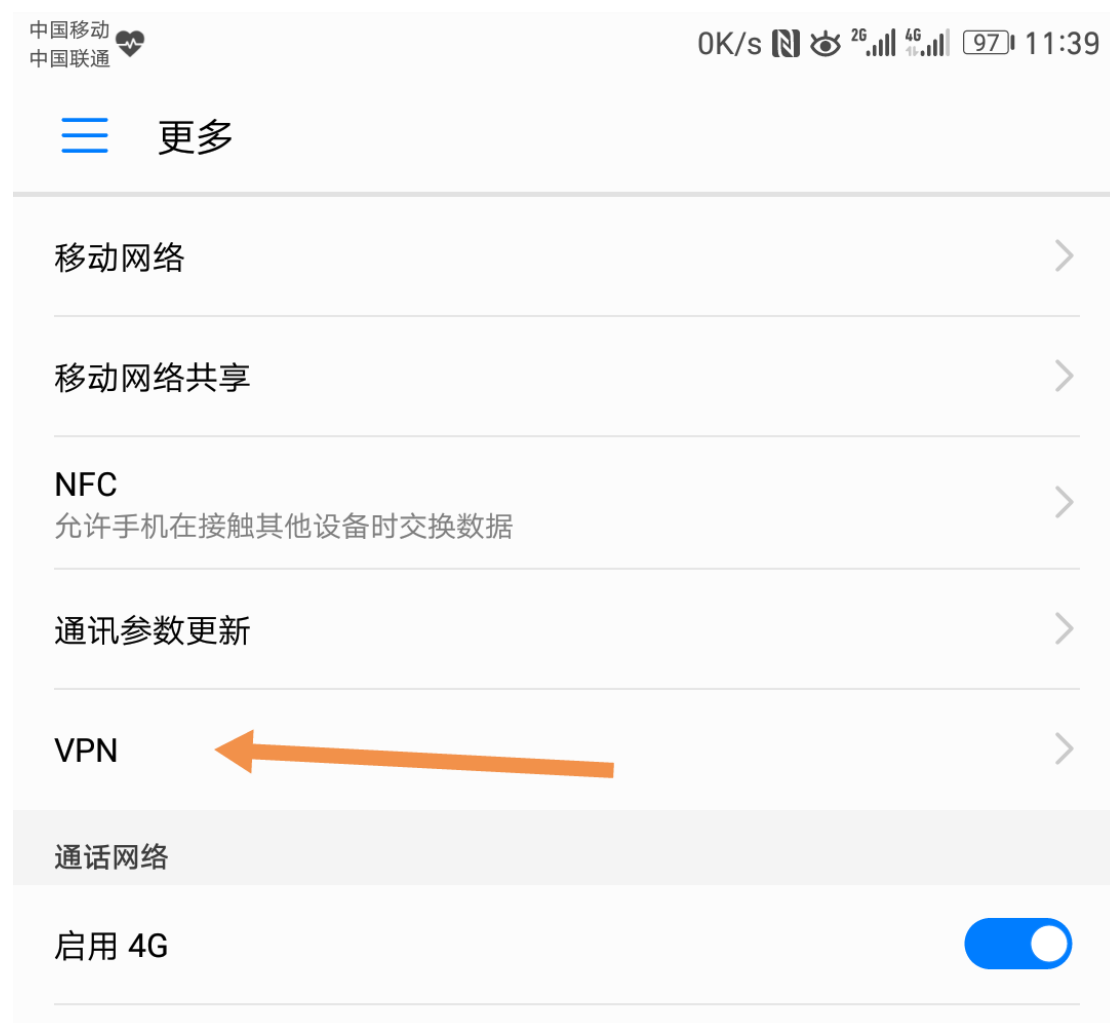 中国移动
中国联通
0K/s 2G 4G 97 11:39
更多
移动网络
移动网络共享
NFC
允许手机在接触其他设备时交换数据
通讯参数更新
VPN
通话网络
启用 4G